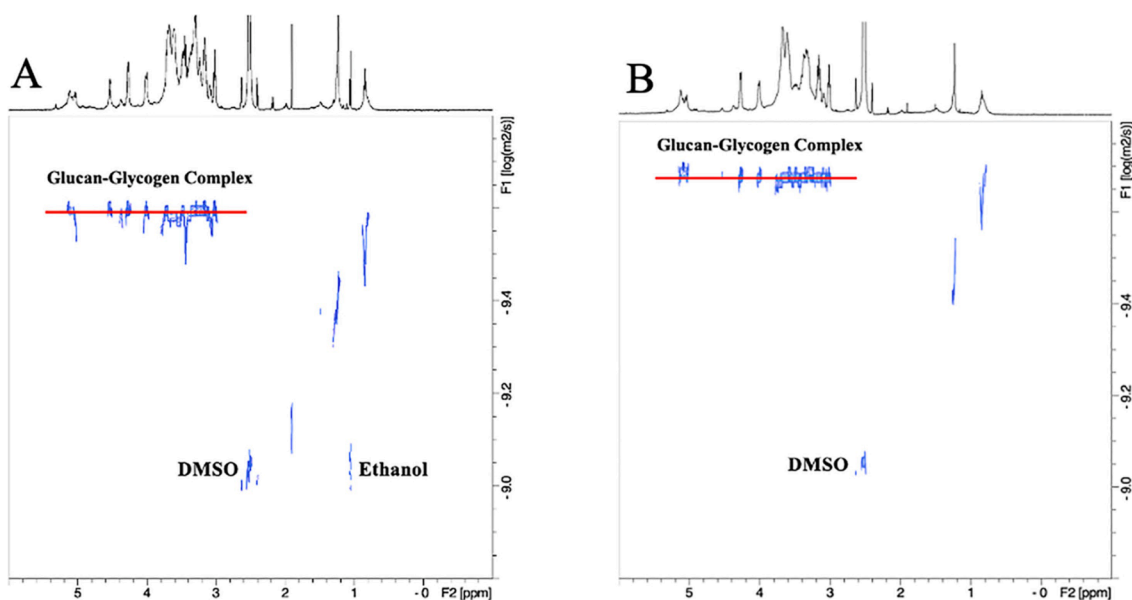 A
Glucan-Glycogen Complex
DMSO
Ethanol
- 9.4
- 9.2
- 9.0
F1 [log(m2/s)]
5
4
3
2
1
- 0
F2 [ppm]
B
Glucan-Glycogen Complex
DMSO
- 9.4
- 9.2
- 9.0
F1 [log(m2/s)]
5
4
3
2
1
- 0
F2 [ppm]